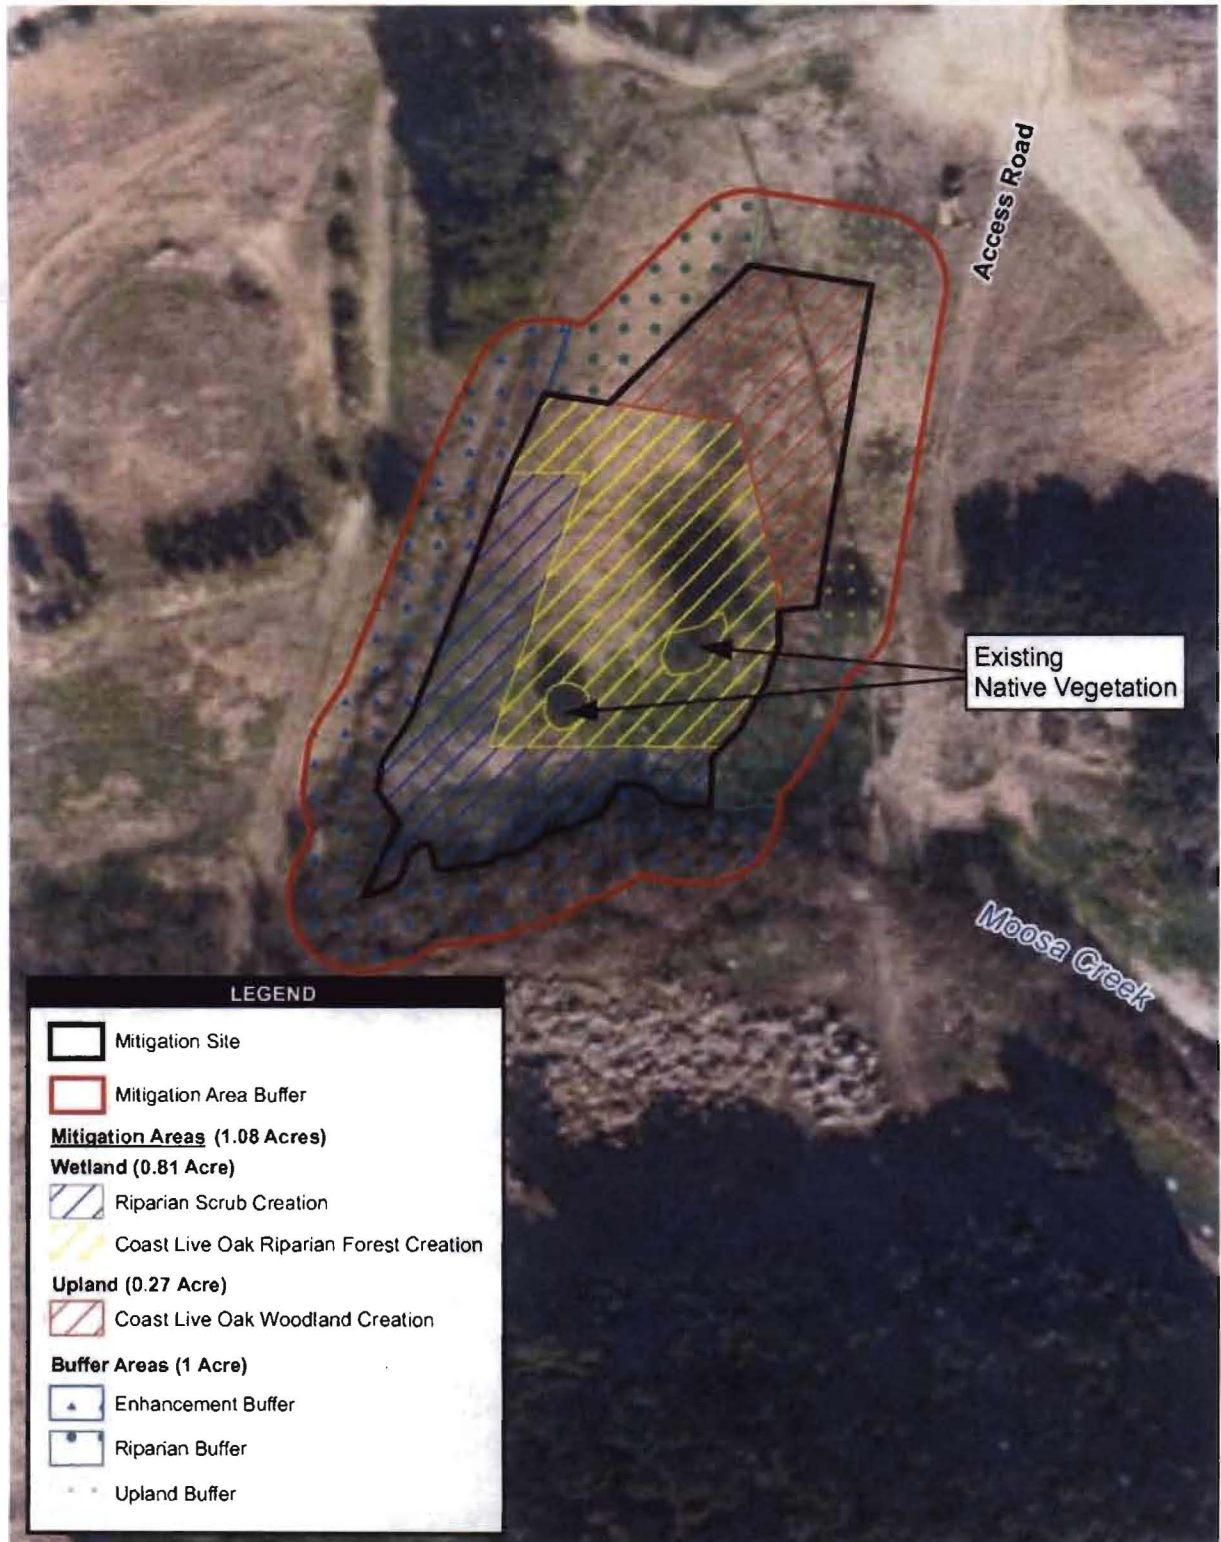 Access Road
Existing
Native Vegetation
Moosa Creek
LEGEND
Mitigation Site
Mitigation Area Buffer
Mitigation Areas (1.08 Acres)
Wetland (0.81 Acre)
Riparian Scrub Creation
Coast Live Oak Riparian Forest Creation
Upland (0.27 Acre)
Coast Live Oak Woodland Creation
Buffer Areas (1 Acre)
Enhancement Buffer
Riparian Buffer
Upland Buffer